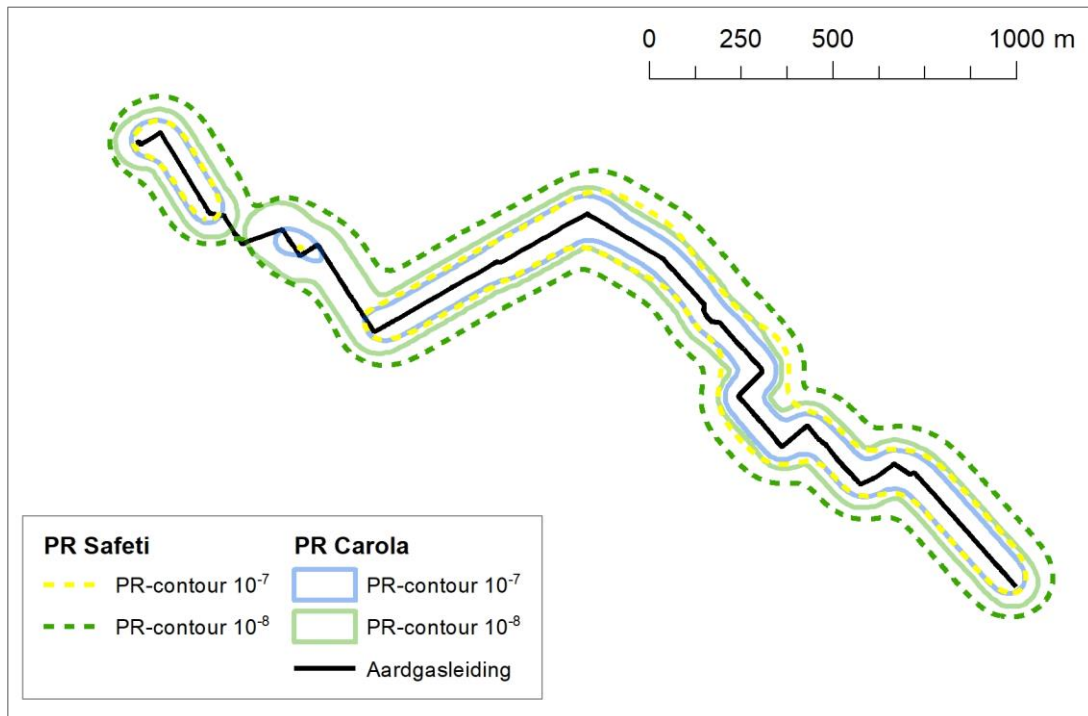 0 250 500 1000 m
PR Safeti
PR-contour 10⁻⁷
PR-contour 10⁻⁸
PR Carola
PR-contour 10⁻⁷
PR-contour 10⁻⁸
Aardgasleiding